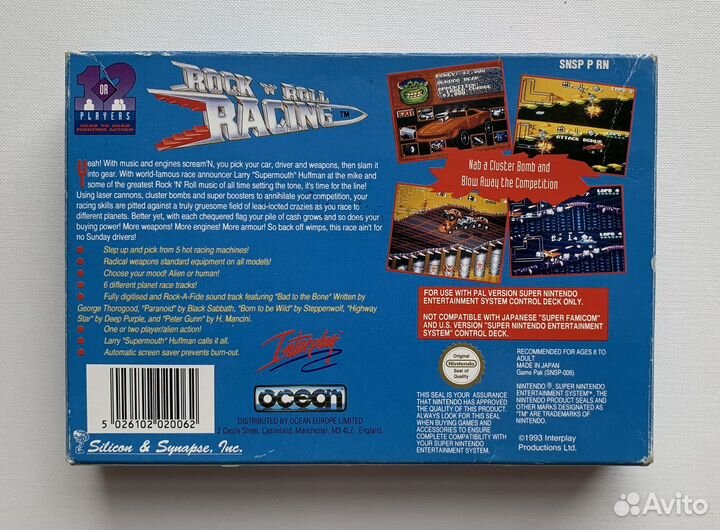 1 OR 2
PLAYERS
HEAD TO HEAD
FIGHTING ACTION
ROCK 'N' ROLL
RACING™
SNSP P RN
EXIT
ATTACK BONUS
LAPS 4
Nab a Cluster Bomb and
Blow Away the Competition
Yeah! With music and engines scream'N, you pick your car, driver and weapons, then slam it
into gear. With world-famous race announcer Larry "Supermouth" Huffman at the mike and
some of the greatest Rock 'N' Roll music of all time setting the tone, it's time for the line!
Using laser cannons, cluster bombs and super boosters to annihilate your competition, your
racing skills are pitted against a truly gruesome field of lead-footed crazies as you race to
different planets. Better yet, with each chequered flag your pile of cash grows and so does your
buying power! More weapons! More engines! More armour! So back off wimps, this race ain't for
no Sunday drivers!
Step up and pick from 5 hot racing machines!
Radical weapons standard equipment on all models!
Choose your mood! Alien or human!
6 different planet race tracks!
Fully digitised and Rock-A-Fide sound track featuring "Bad to the Bone" Written by
George Thorogood, "Paranoid" by Black Sabbath, "Born to be Wild" by Steppenwolf, "Highway
Star" by Deep Purple, and "Peter Gunn" by H. Mancini.
One or two player/alien action!
Larry "Supermouth" Huffman calls it all.
Automatic screen saver prevents burn-out.
FOR USE WITH PAL VERSION SUPER NINTENDO
ENTERTAINMENT SYSTEM CONTROL DECK ONLY.
NOT COMPATIBLE WITH JAPANESE "SUPER FAMICOM"
AND U.S. VERSION "SUPER NINTENDO ENTERTAINMENT
SYSTEM" CONTROL DECK.
5 026102 020062
Interplay
ocean
DISTRIBUTED BY OCEAN EUROPE LIMITED
2 Castle Street, Castlefield, Manchester, M3 4LZ, England.
Original
Nintendo
Seal of
Quality
THIS SEAL IS YOUR ASSURANCE
THAT NINTENDO HAS APPROVED
THE QUALITY OF THIS PRODUCT.
ALWAYS LOOK FOR THIS SEAL
WHEN BUYING GAMES AND
ACCESSORIES TO ENSURE
COMPLETE COMPATIBILITY WITH
YOUR SUPER NINTENDO
ENTERTAINMENT SYSTEM.
RECOMMENDED FOR AGES 6 TO
ADULT
MADE IN JAPAN
Game Pak (SNSP-006)
NINTENDO®, SUPER NINTENDO
ENTERTAINMENT SYSTEM™, THE
NINTENDO PRODUCT SEALS AND
OTHER MARKS DESIGNATED AS
"TM" ARE TRADEMARKS OF
NINTENDO.
©1993 Interplay
Productions Ltd.
Silicon & Synapse, Inc.
Avito